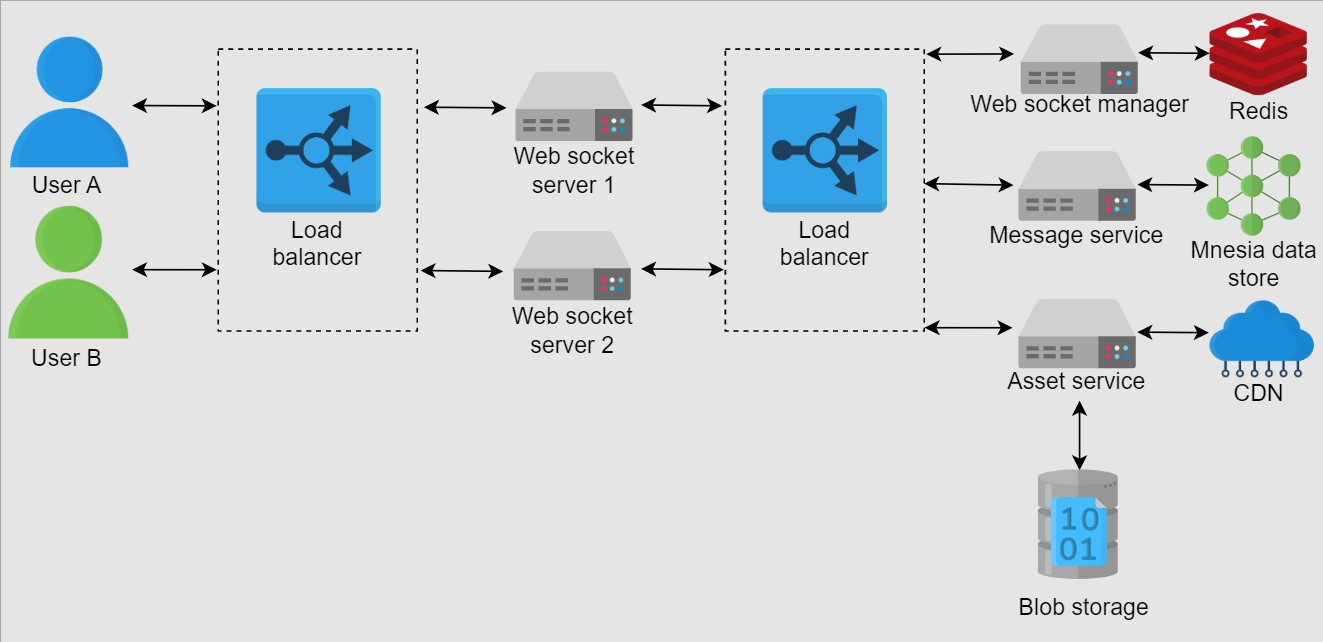 User A
User B
Load
balancer
Web socket
server 1
Web socket
server 2
Load
balancer
Web socket manager
Redis
Message service
Mnesia data
store
Asset service
CDN
10
01
Blob storage